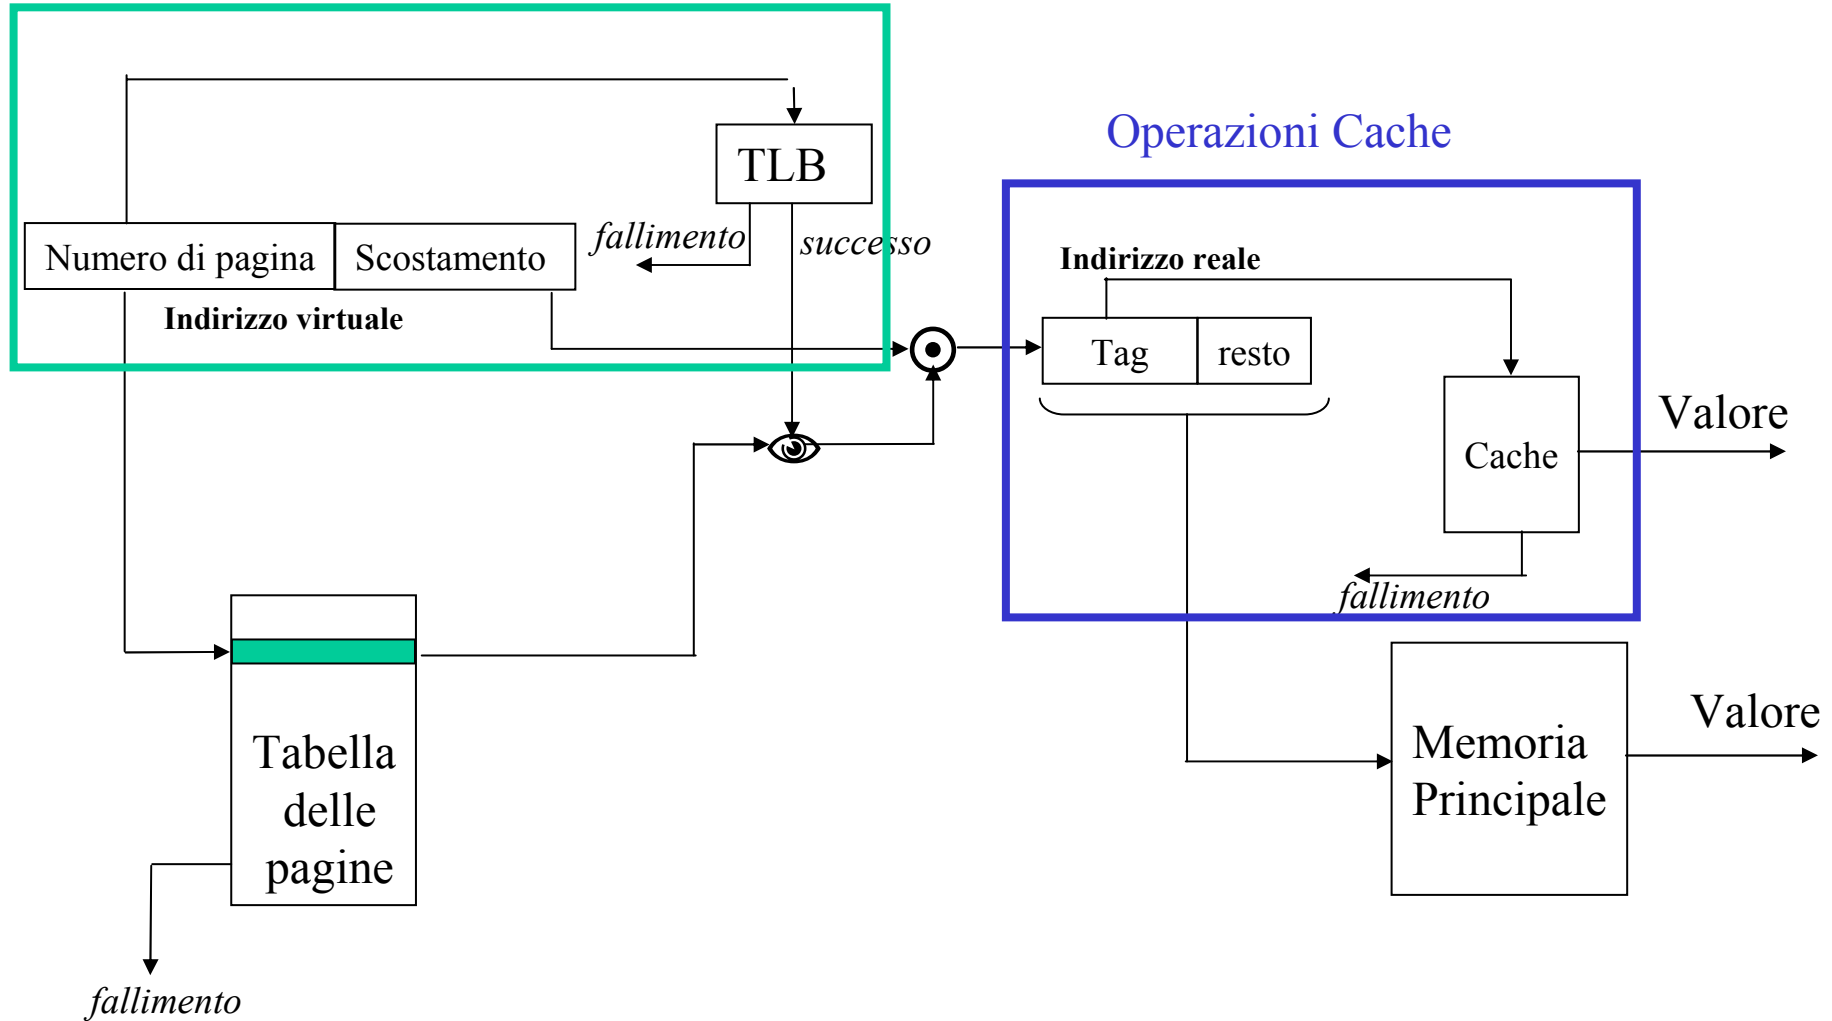 Operazioni Cache
TLB
Numero di pagina
Scostamento
fallimento
successo
Indirizzo virtuale
Indirizzo reale
Tag
resto
Cache
Valore
fallimento
Tabella
delle
pagine
fallimento
Memoria
Principale
Valore